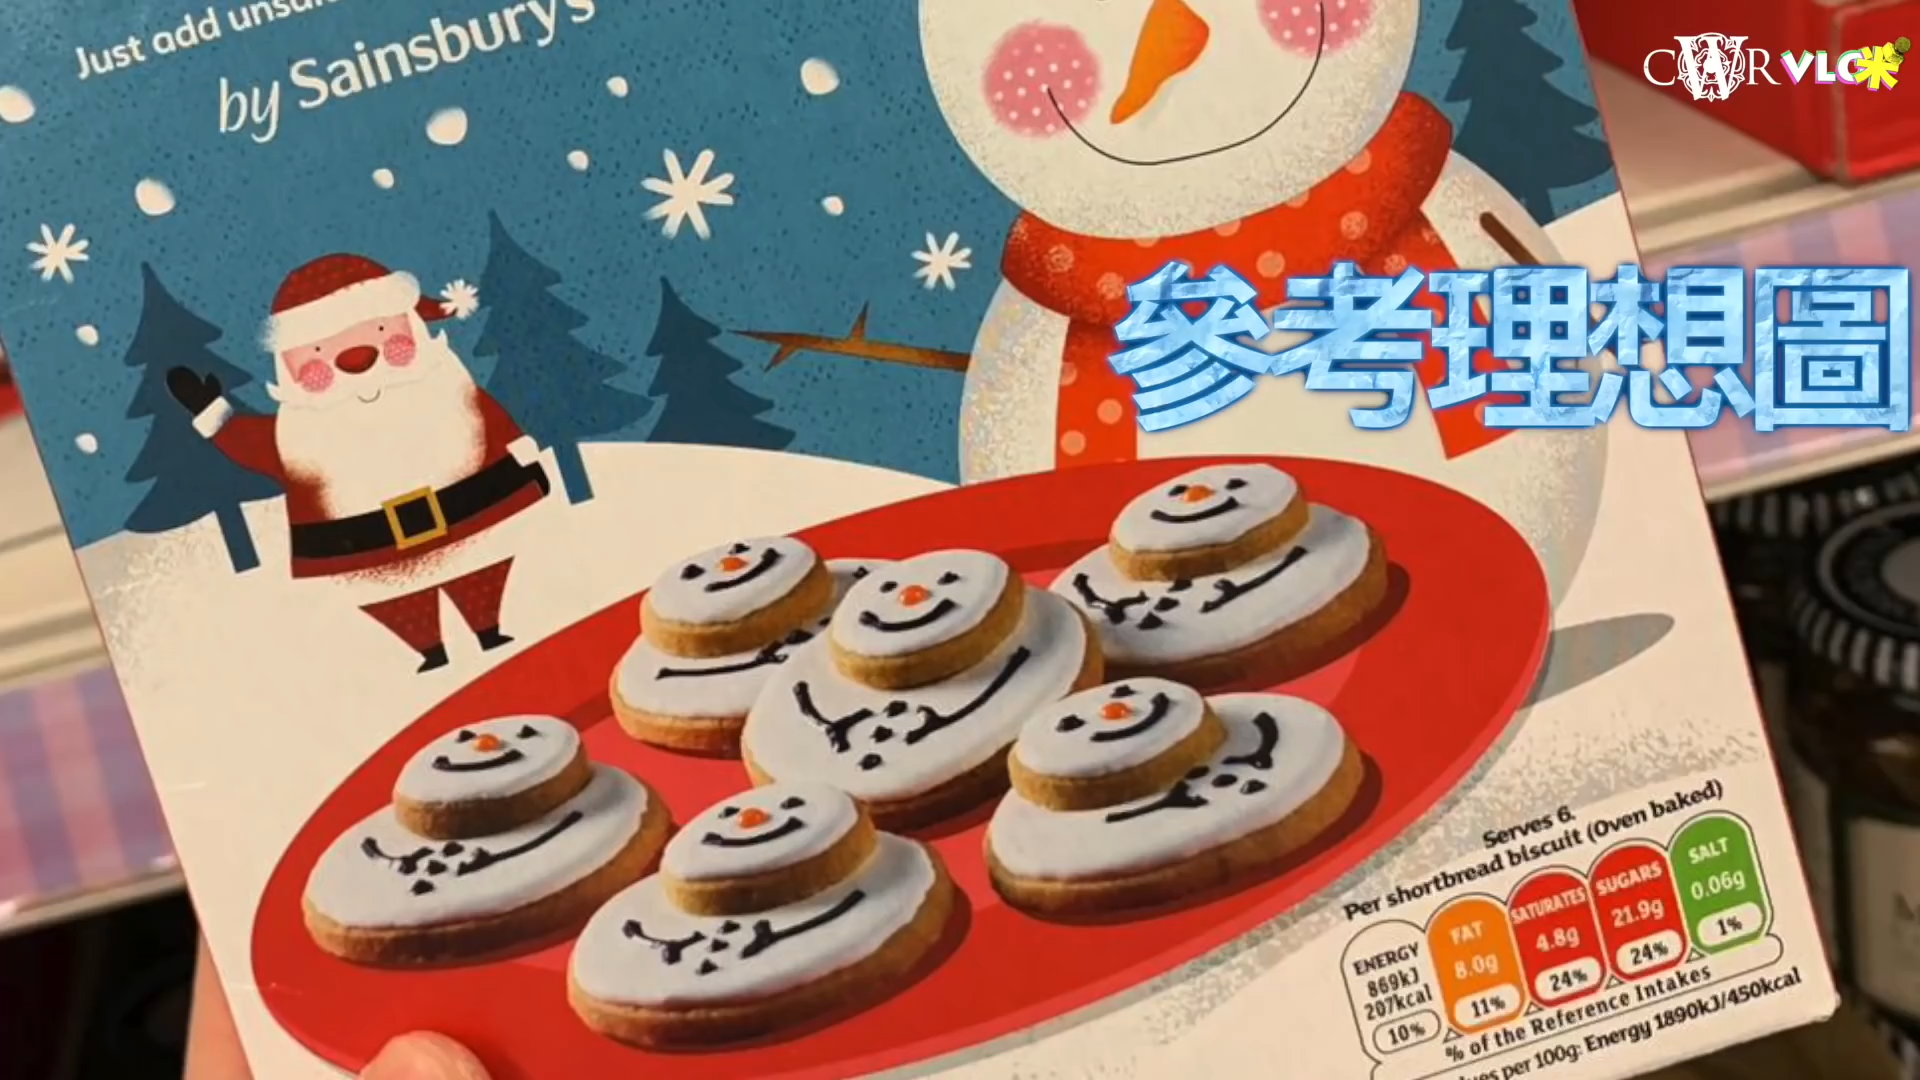 Just add
by Sainsbury's
CWR VLOG
參考理想圖
Serves 6.
Per shortbread biscuit (Oven baked)
ENERGY
869kJ
207kcal
10%
FAT
8.0g
11%
SATURATES
4.8g
24%
SUGARS
21.9g
24%
SALT
0.06g
1%
% of the Reference Intakes
per 100g: Energy 1890kJ/450kcal